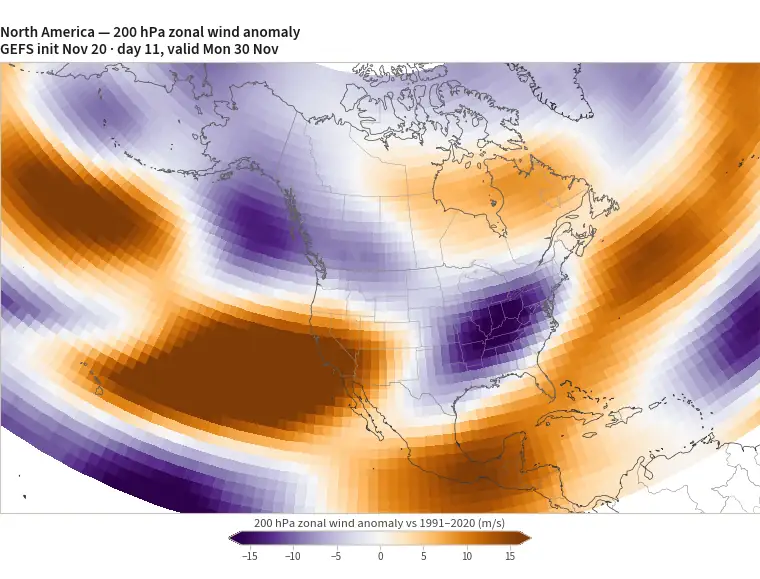 North America — 200 hPa zonal wind anomaly
GEFS init Nov 20 · day 11, valid Mon 30 Nov
200 hPa zonal wind anomaly vs 1991–2020 (m/s)
−15 −10 −5 0 5 10 15